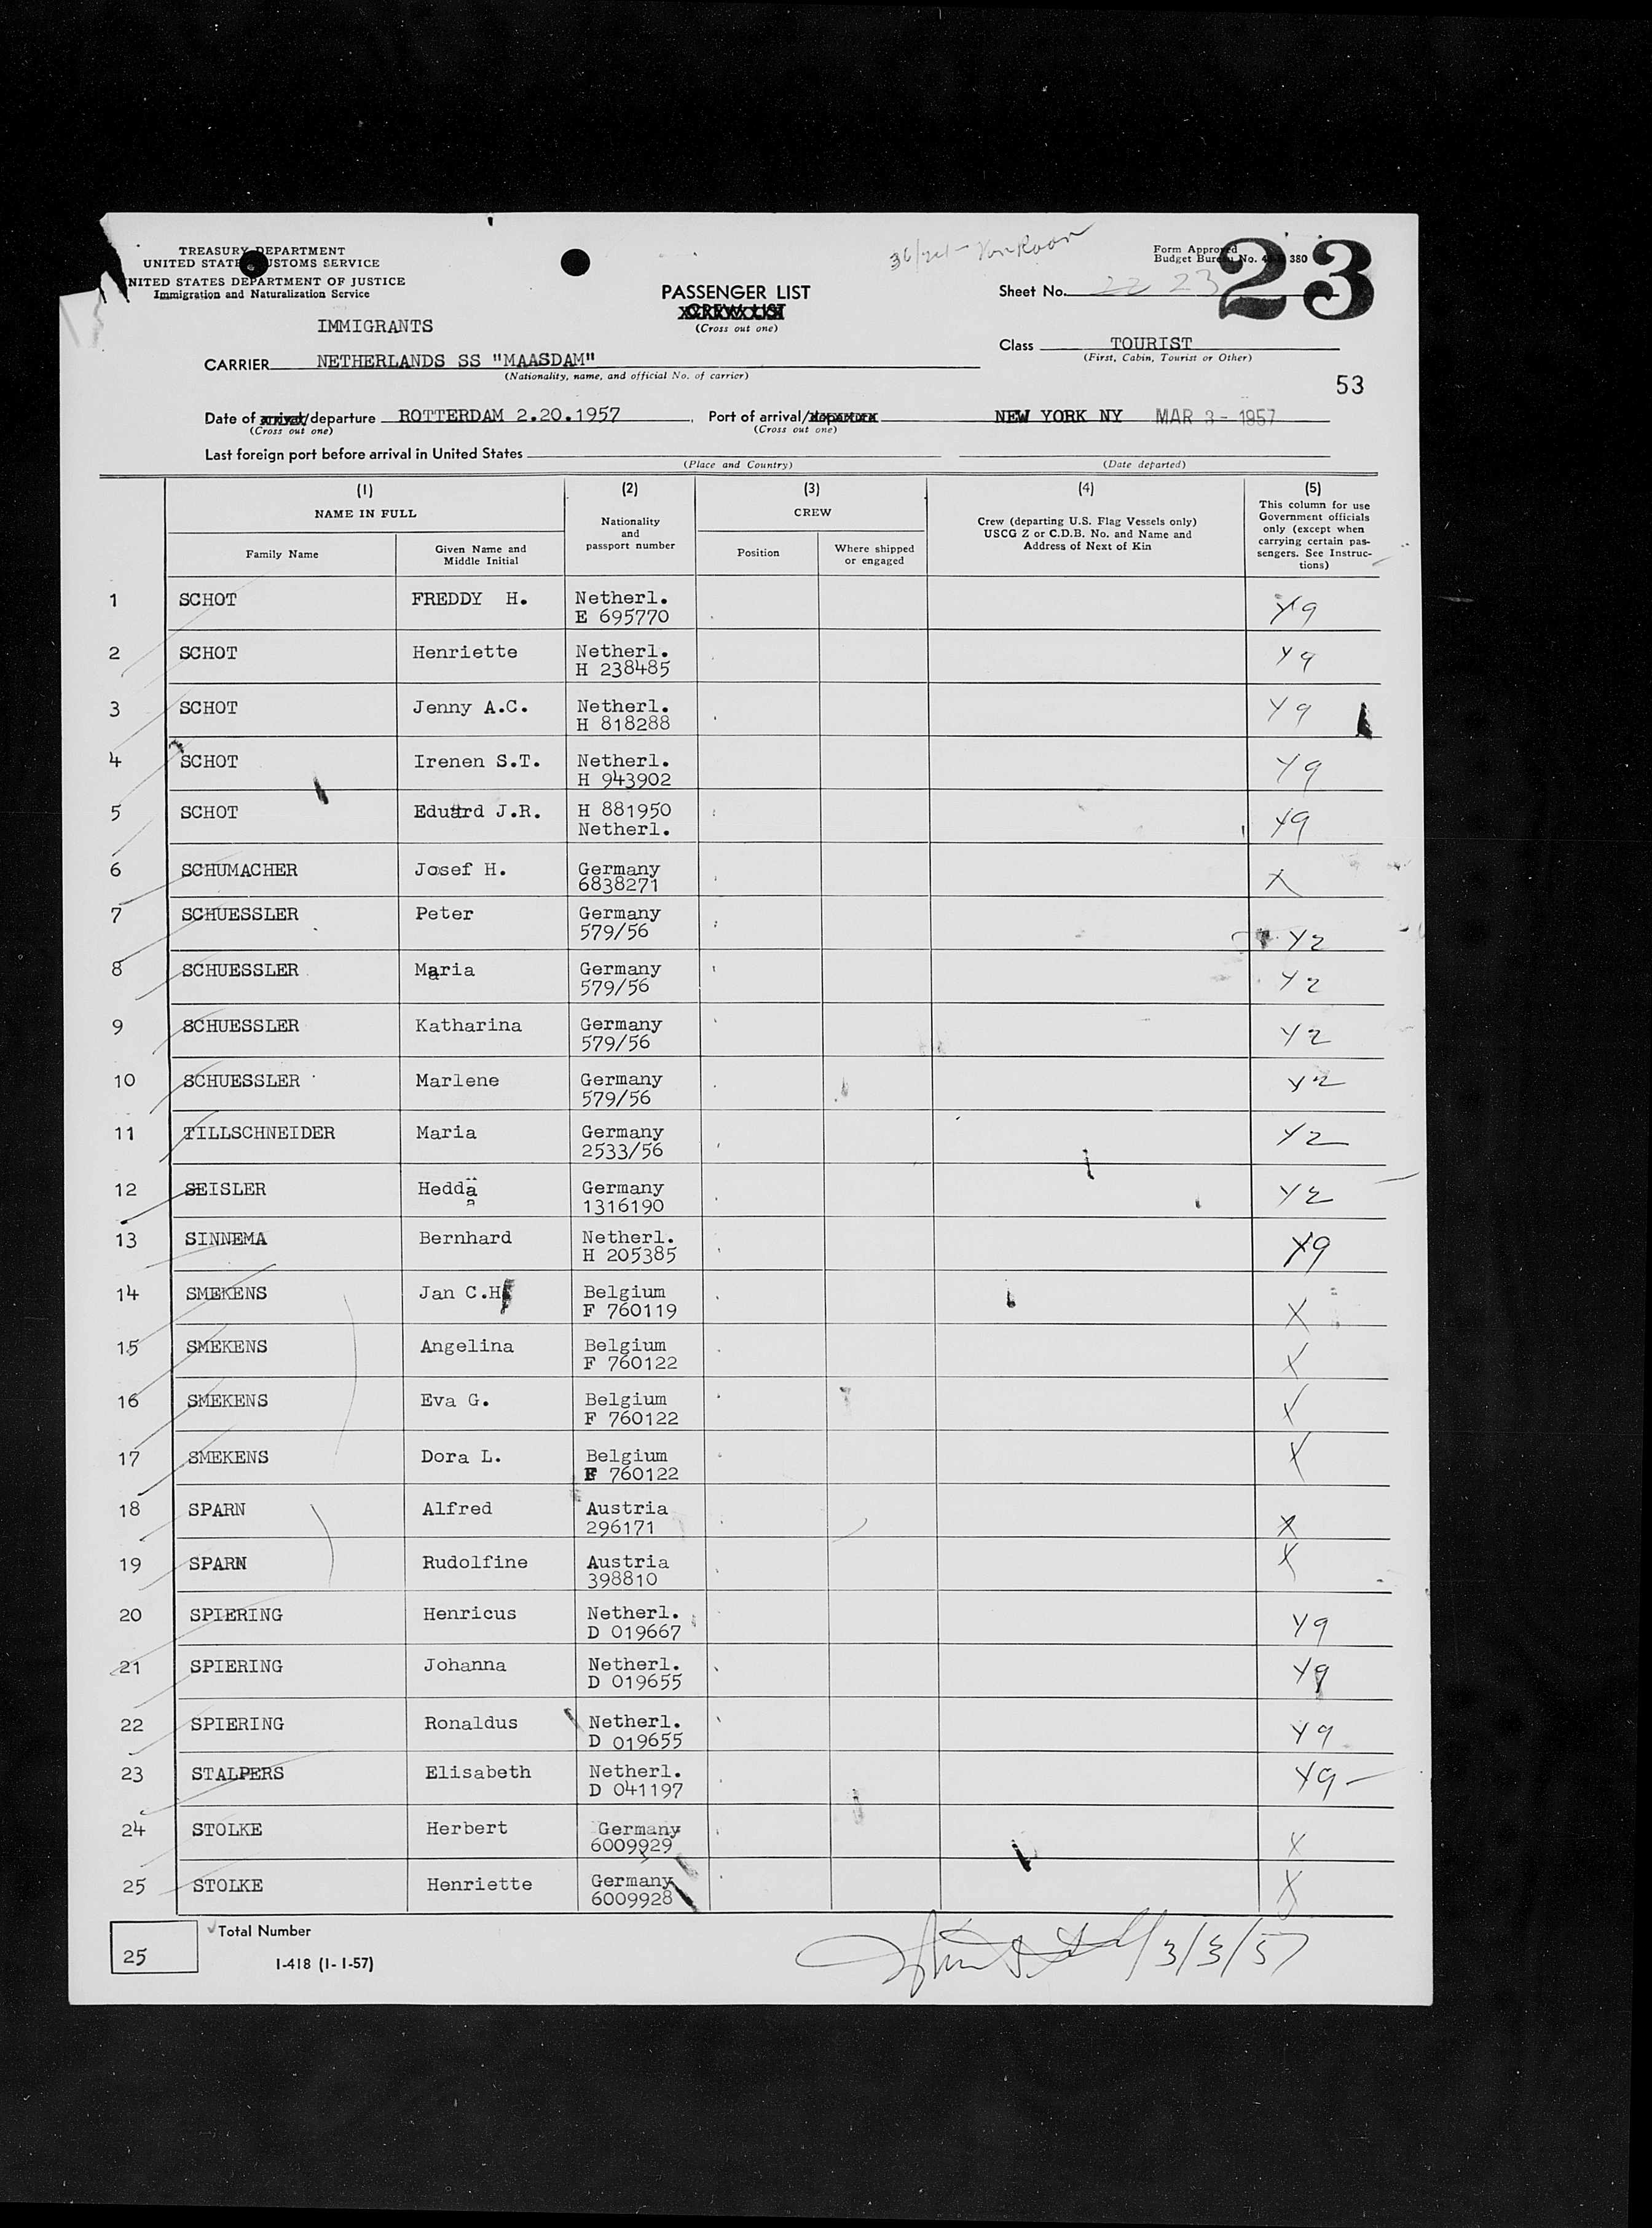 TREASURY DEPARTMENT
UNITED STATES CUSTOMS SERVICE
UNITED STATES DEPARTMENT OF JUSTICE
Immigration and Naturalization Service
Form Approved
Budget Bureau No. 380
23
PASSENGER LIST
CREW LIST
(Cross out one)
Sheet No. 22 23
IMMIGRANTS
Class TOURIST
(First, Cabin, Tourist or Other)
CARRIER NETHERLANDS SS "MAASDAM"
(Nationality, name, and official No. of carrier)
53
Date of arrival/departure ROTTERDAM 2.20.1957, Port of arrival/departure NEW YORK NY MAR 3 - 1957
(Cross out one) (Cross out one)
Last foreign port before arrival in United States
(Place and Country) (Date departed)
(1) (2) (3) (4) (5)
NAME IN FULL
Family Name
Given Name and
Middle Initial
Nationality
and
passport number
CREW
Position
Where shipped
or engaged
Crew (departing U.S. Flag Vessels only)
USCG Z or C.D.B. No. and Name and
Address of Next of Kin
This column for use
Government officials
only (except when
carrying certain pas-
sengers. See Instruc-
tions)
1 SCHOT FREDDY H. Netherl. Y9
E 695770
2 SCHOT Henriette Netherl. Y9
H 238485
3 SCHOT Jenny A.C. Netherl. Y9
H 818288
4 SCHOT Irenen S.T. Netherl. Y9
H 943902
5 SCHOT Eduard J.R. H 881950 Y9
Netherl.
6 SCHUMACHER Josef H. Germany X
6838271
7 SCHUESSLER Peter Germany Y2
579/56
8 SCHUESSLER Maria Germany Y2
579/56
9 SCHUESSLER Katharina Germany Y2
579/56
10 SCHUESSLER Marlene Germany Y2
579/56
11 TILLSCHNEIDER Maria Germany Y2
2533/56
12 SEISLER Hedda Germany Y2
1316190
13 SINNEMA Bernhard Netherl. Y9
H 205385
14 SMEKENS Jan C.H Belgium X
F 760119
15 SMEKENS Angelina Belgium X
F 760122
16 SMEKENS Eva G. Belgium X
F 760122
17 SMEKENS Dora L. Belgium X
F 760122
18 SPARN Alfred Austria X
296171
19 SPARN Rudolfine Austria X
398810
20 SPIERING Henricus Netherl. Y9
D 019667
21 SPIERING Johanna Netherl. Y9
D 019655
22 SPIERING Ronaldus Netherl. Y9
D 019655
23 STALPERS Elisabeth Netherl. Y9
D 041197
24 STOLKE Herbert Germany X
6009929
25 STOLKE Henriette Germany X
6009928
25 Total Number
I-418 (1-1-57)
3/3/57